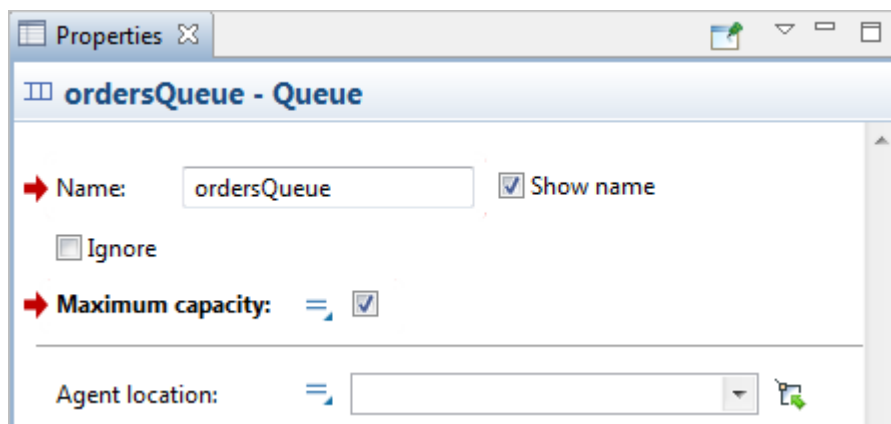 Properties
ordersQueue - Queue
Name: ordersQueue Show name
Ignore
Maximum capacity:
Agent location: